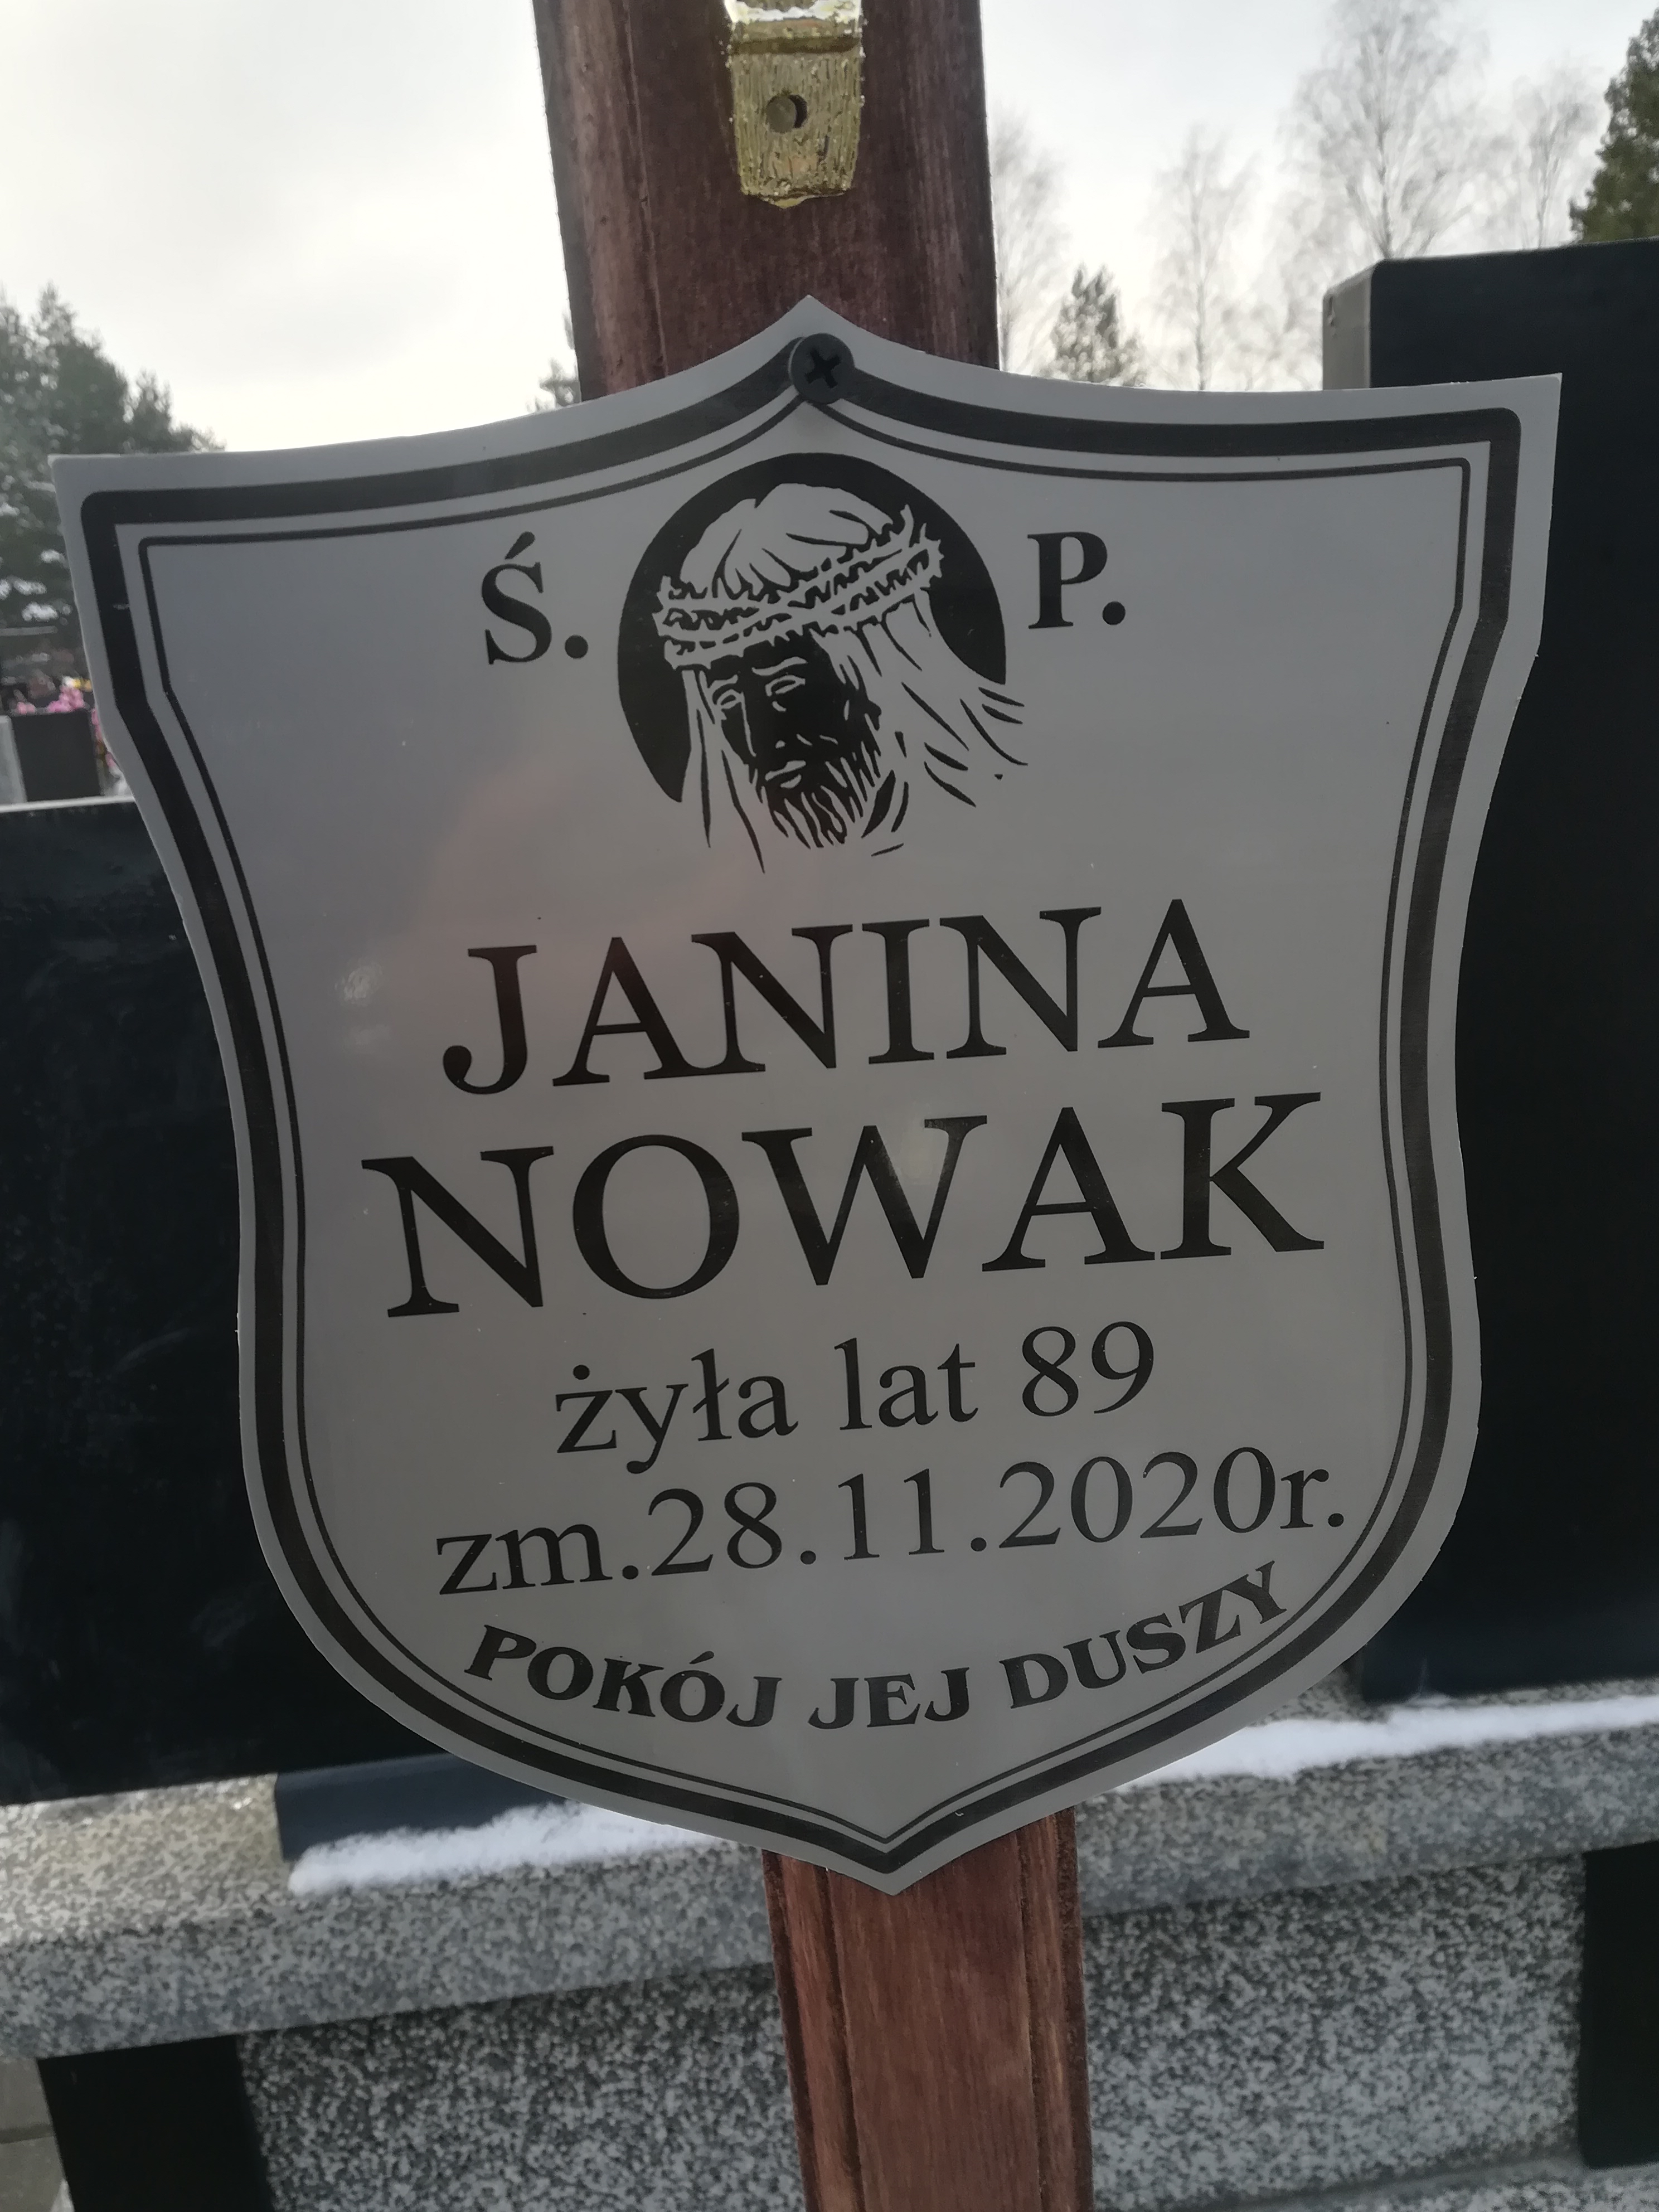 Ś. P.
JANINA
NOWAK
żyła lat 89
zm.28.11.2020r.
POKÓJ JEJ DUSZY